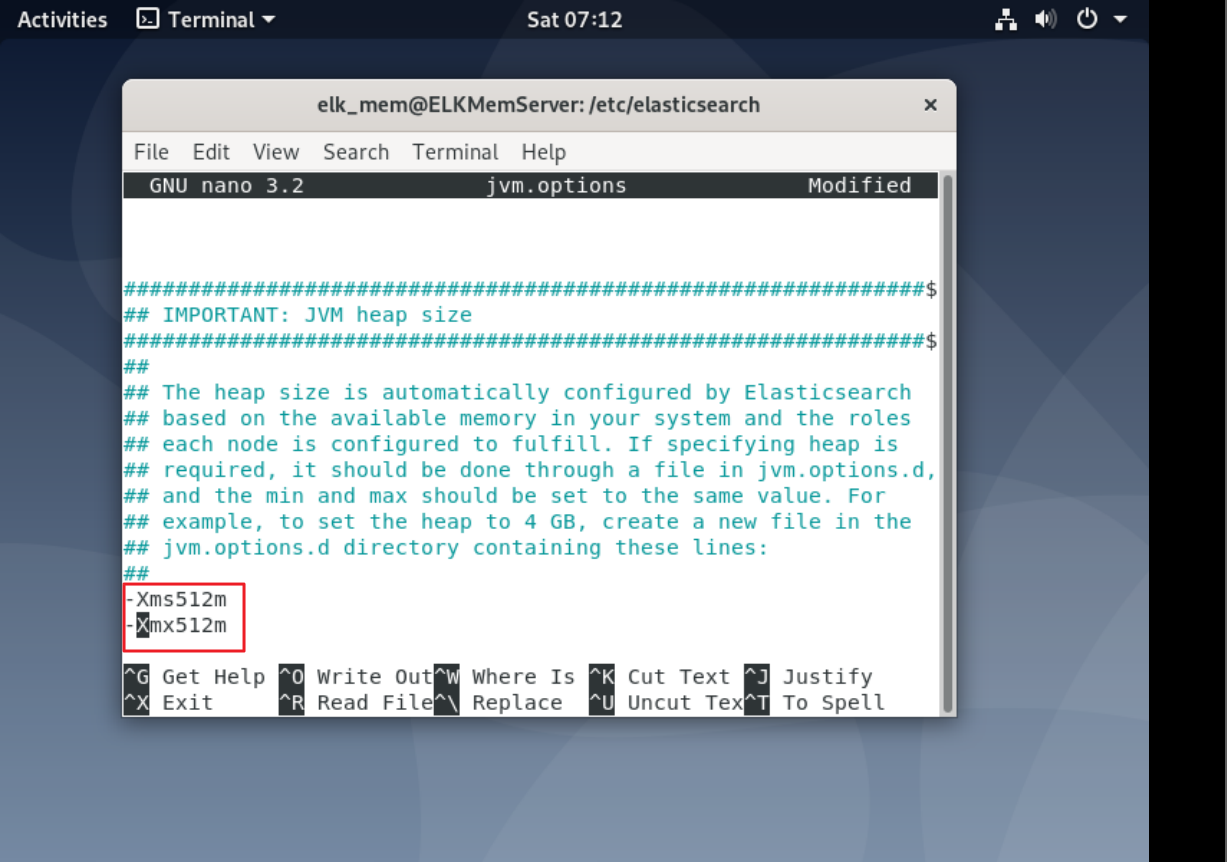 Activities Terminal Sat 07:12
elk_mem@ELKMemServer: /etc/elasticsearch ×
File Edit View Search Terminal Help
GNU nano 3.2 jvm.options Modified
##############################################################$
## IMPORTANT: JVM heap size
##############################################################$
##
## The heap size is automatically configured by Elasticsearch
## based on the available memory in your system and the roles
## each node is configured to fulfill. If specifying heap is
## required, it should be done through a file in jvm.options.d,
## and the min and max should be set to the same value. For
## example, to set the heap to 4 GB, create a new file in the
## jvm.options.d directory containing these lines:
##
-Xms512m
-Xmx512m
^G Get Help ^O Write Out^W Where Is ^K Cut Text ^J Justify
^X Exit ^R Read File^\ Replace ^U Uncut Tex^T To Spell